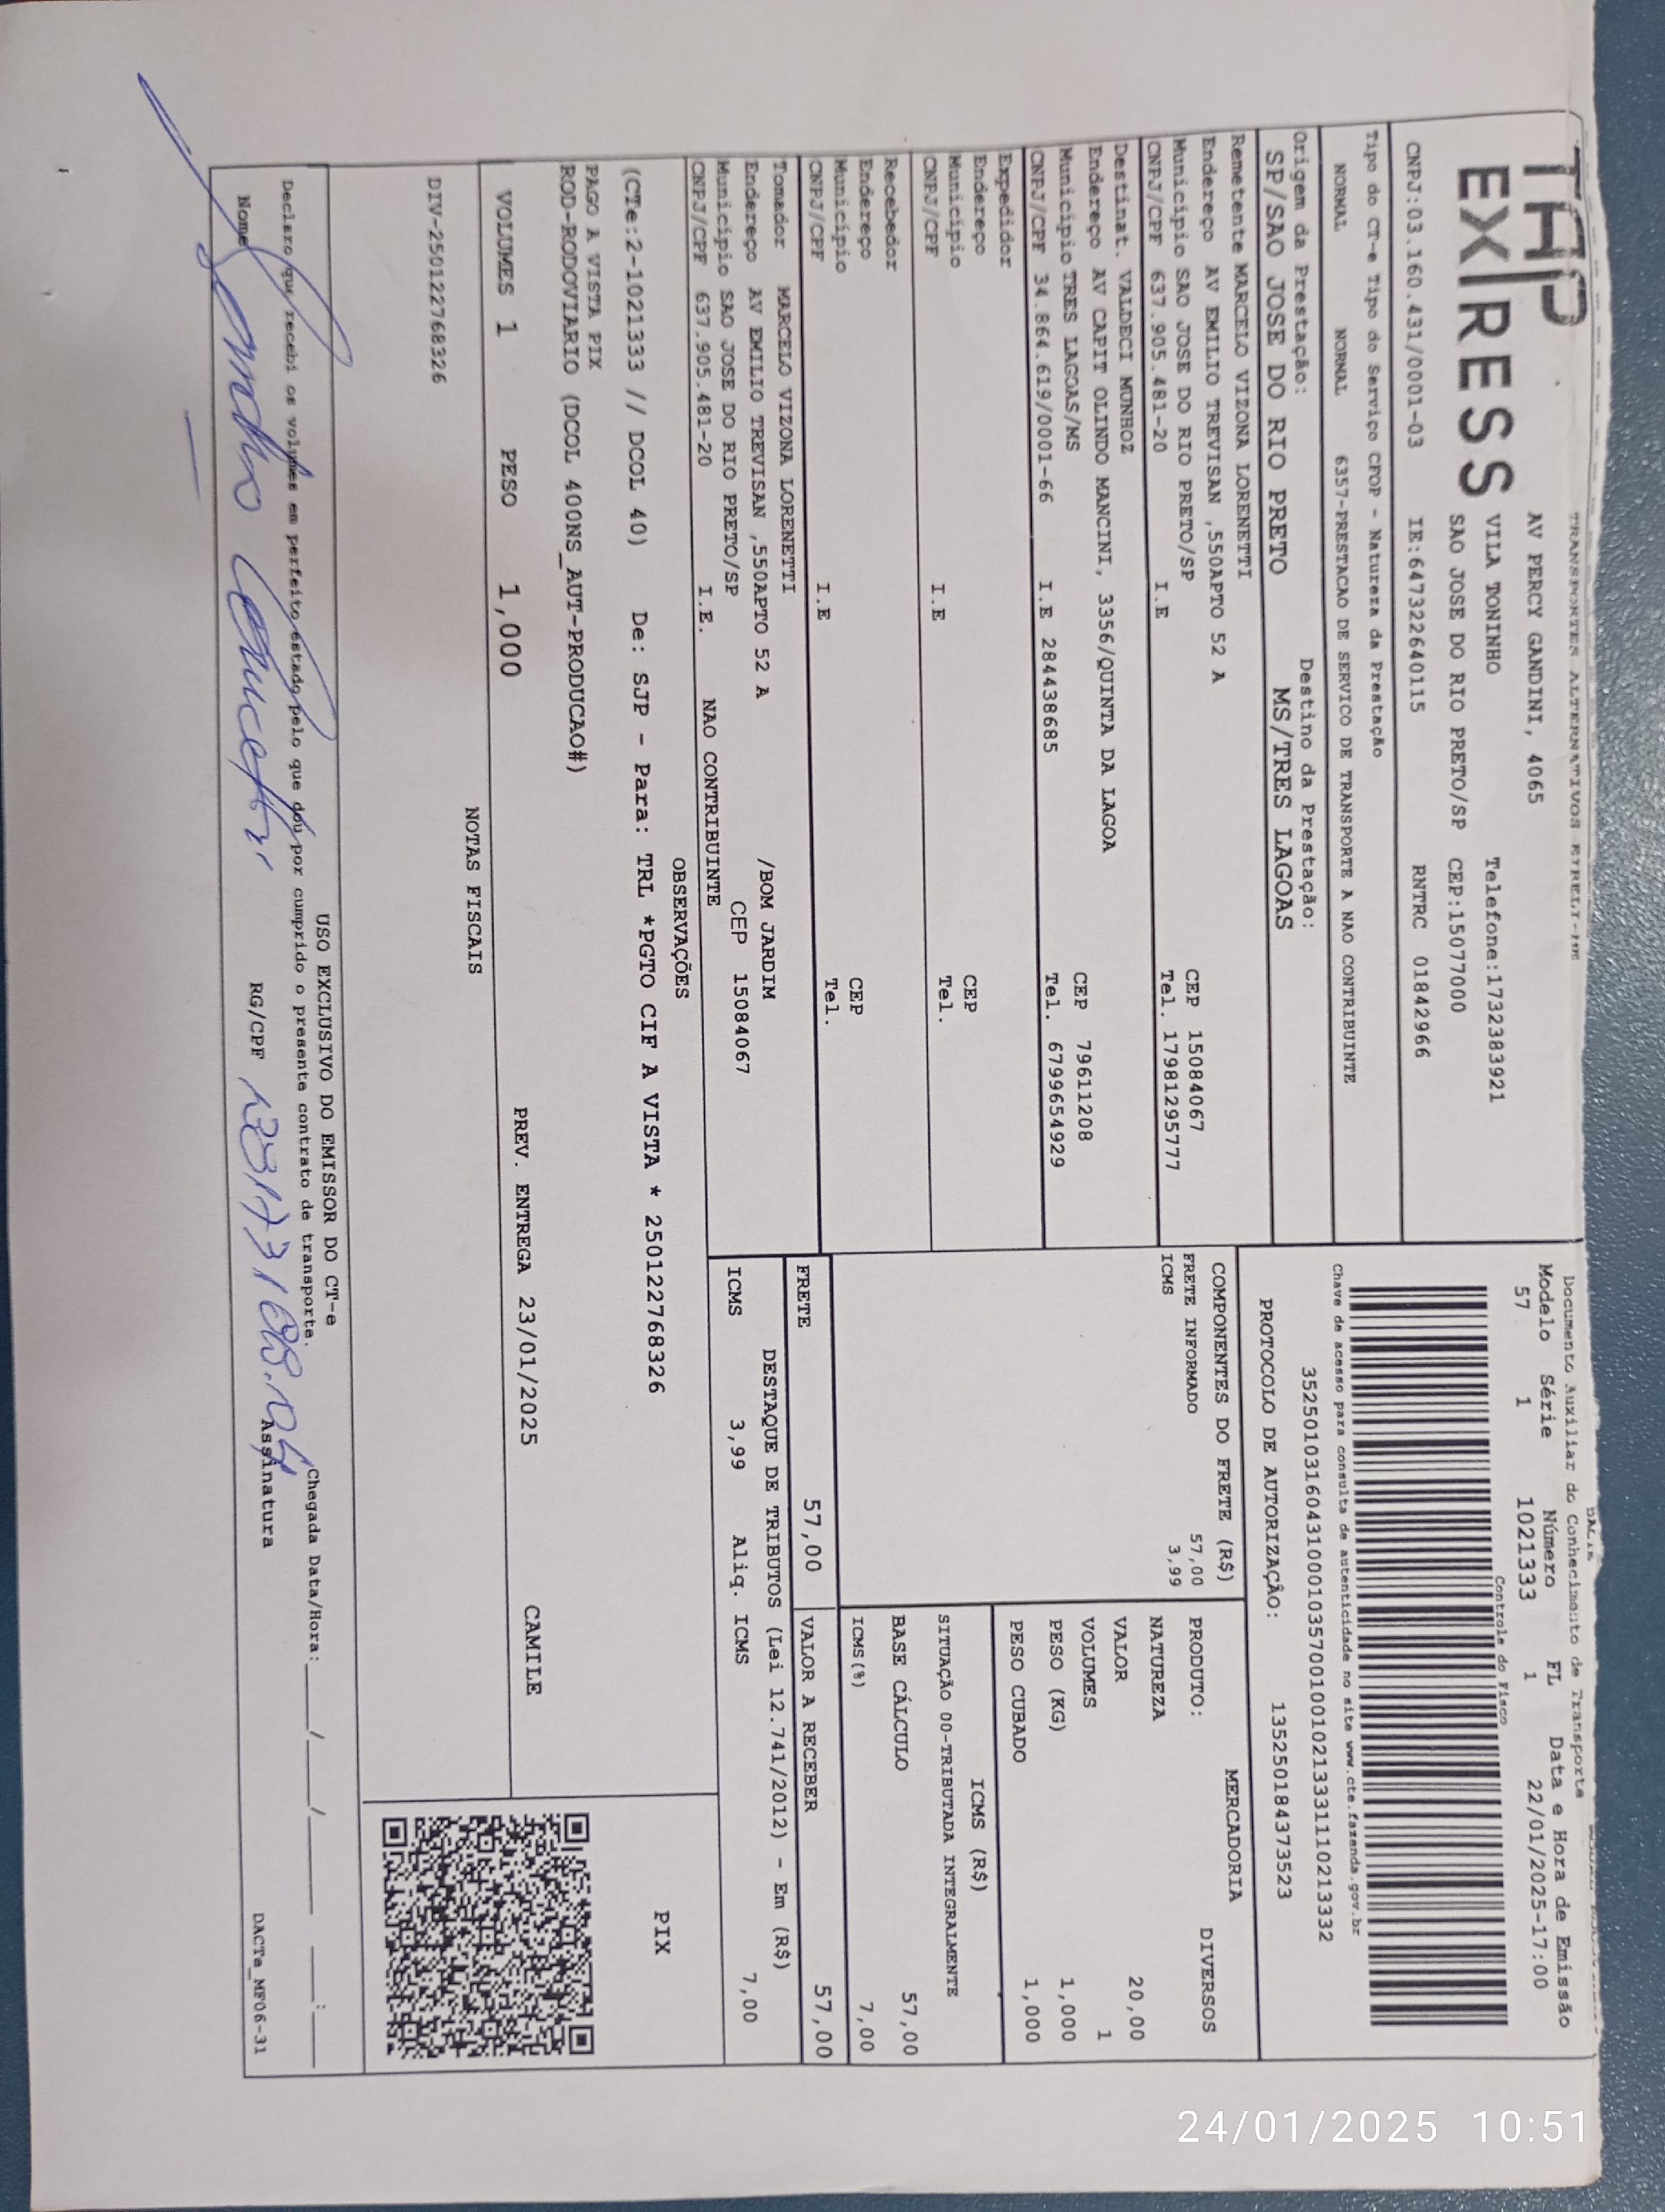 TAP
EXPRESS
AV PERCY GANDINI, 4065
VILA TONINHO Telefone:1732383921
SAO JOSE DO RIO PRETO/SP CEP:15077000
CNPJ:03.160.431/0001-03 IE:647322640115 RNTRC 01842966
Tipo do CT-e Tipo do Serviço CFOP - Natureza da Prestação
NORMAL NORMAL 6357-PRESTACAO DE SERVICO DE TRANSPORTE A NAO CONTRIBUINTE
Origem da Prestação: Destino da Prestação:
SP/SAO JOSE DO RIO PRETO MS/TRES LAGOAS
Remetente MARCELO VIZONA LORENETTI
Endereço AV EMILIO TREVISAN ,550APTO 52 A CEP 15084067
Município SAO JOSE DO RIO PRETO/SP Tel. 17981295777
CNPJ/CPF 637.905.481-20 I.E
Destinat. VALDECI MUNHOZ
Endereço AV CAPIT OLINDO MANCINI, 3356/QUINTA DA LAGOA CEP 79611208
Município TRES LAGOAS/MS Tel. 67999654929
CNPJ/CPF 34.864.619/0001-66 I.E 284438685
Expedidor
Endereço CEP
Município Tel.
CNPJ/CPF I.E
Recebedor
Endereço CEP
Município Tel.
CNPJ/CPF I.E
Tomador MARCELO VIZONA LORENETTI
Endereço AV EMILIO TREVISAN ,550APTO 52 A /BOM JARDIM
Município SAO JOSE DO RIO PRETO/SP CEP 15084067
CNPJ/CPF 637.905.481-20 I.E. NAO CONTRIBUINTE
Documento Auxiliar do Conhecimento de Transporte
Modelo Série Número FL Data e Hora de Emissão
57 1 1021333 1 22/01/2025-17:00
Controle do Fisco
Chave de acesso para consulta de autenticidade no site www.cte.fazenda.gov.br
35250103160431000103570010010213331110213332
PROTOCOLO DE AUTORIZAÇÃO: 135250184373523
COMPONENTES DO FRETE (R$)
FRETE INFORMADO 57,00
ICMS 3,99
MERCADORIA
PRODUTO: DIVERSOS
NATUREZA
VALOR 20,00
VOLUMES 1
PESO (KG) 1,000
PESO CUBADO 1,000
ICMS (R$)
SITUAÇÃO 00-TRIBUTADA INTEGRALMENTE
BASE CÁLCULO 57,00
ICMS(%) 7,00
FRETE 57,00 VALOR A RECEBER 57,00
DESTAQUE DE TRIBUTOS (Lei 12.741/2012) - Em (R$)
ICMS 3,99 Aliq. ICMS 7,00
OBSERVAÇÕES
(CTe:2-1021333 // DCOL 40) De: SJP - Para: TRL *PGTO CIF A VISTA * 250122768326
PAGO A VISTA PIX
ROD-RODOVIARIO (DCOL 400NS_AUT-PRODUCAO#)
PIX
VOLUMES 1 PESO 1,000 PREV. ENTREGA 23/01/2025 CAMILE
NOTAS FISCAIS
DIV-250122768326
USO EXCLUSIVO DO EMISSOR DO CT-e
Declaro que recebi os volumes em perfeito estado pelo que dou por cumprido o presente contrato de transporte.
Chegada Data/Hora:____/____/______ ____:____
Nome RG/CPF Assinatura
DACTe_MF06-31
24/01/2025 10:51